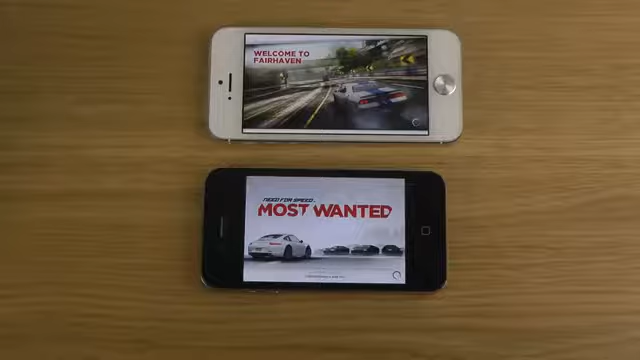 WELCOME TO
FAIRHAVEN
NEED FOR SPEED
MOST WANTED